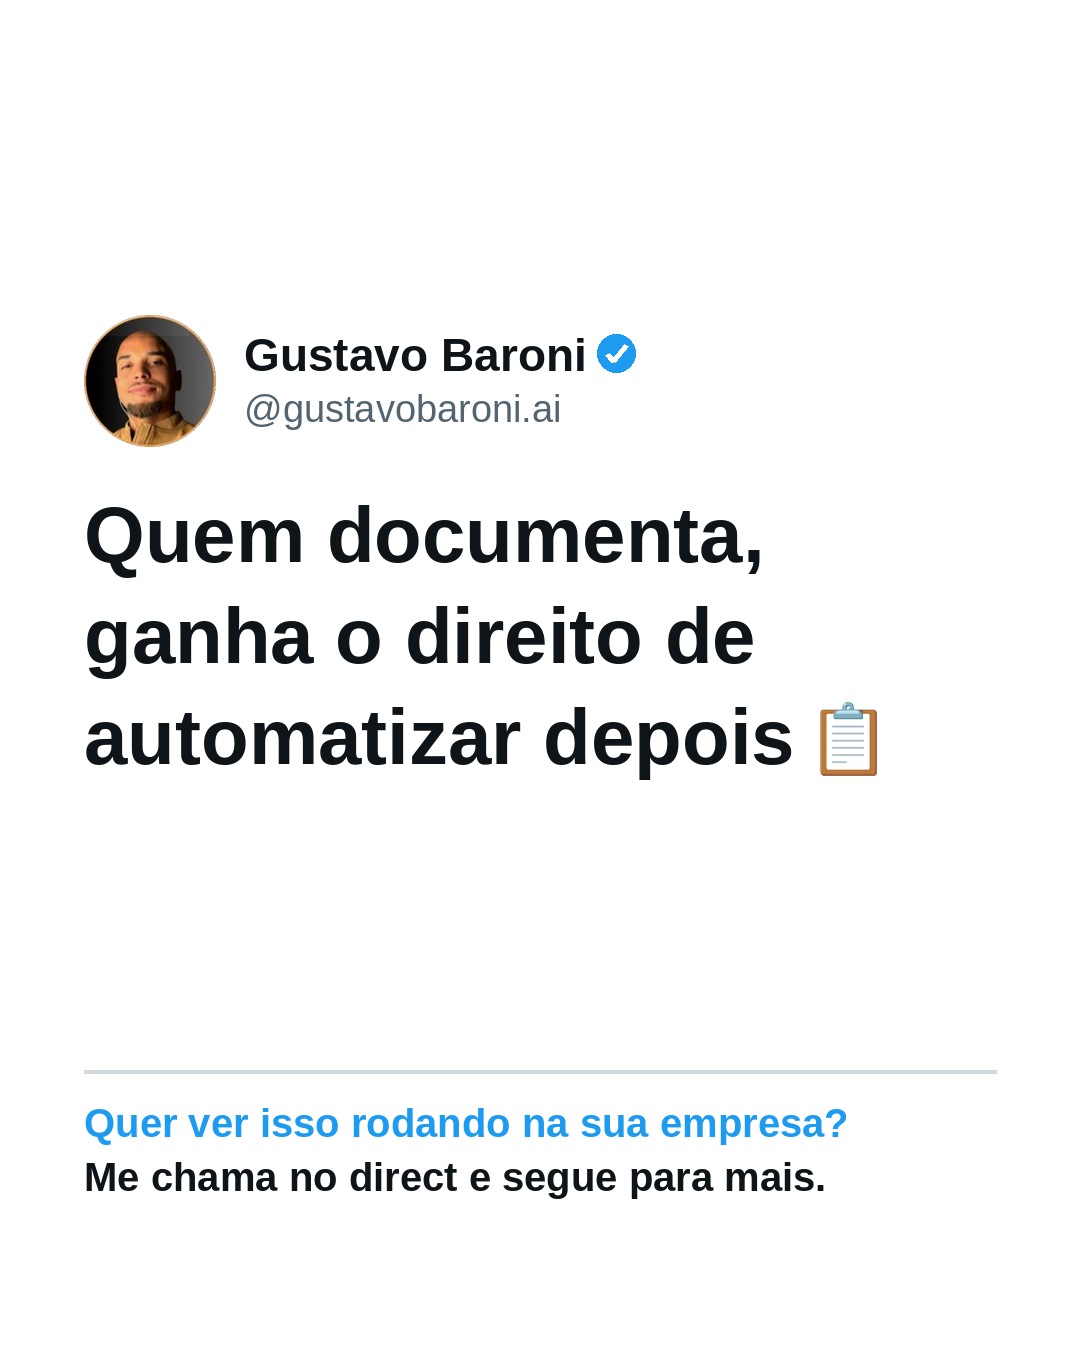 Gustavo Baroni
@gustavobaroni.ai
Quem documenta,
ganha o direito de
automatizar depois 📋
Quer ver isso rodando na sua empresa?
Me chama no direct e segue para mais.